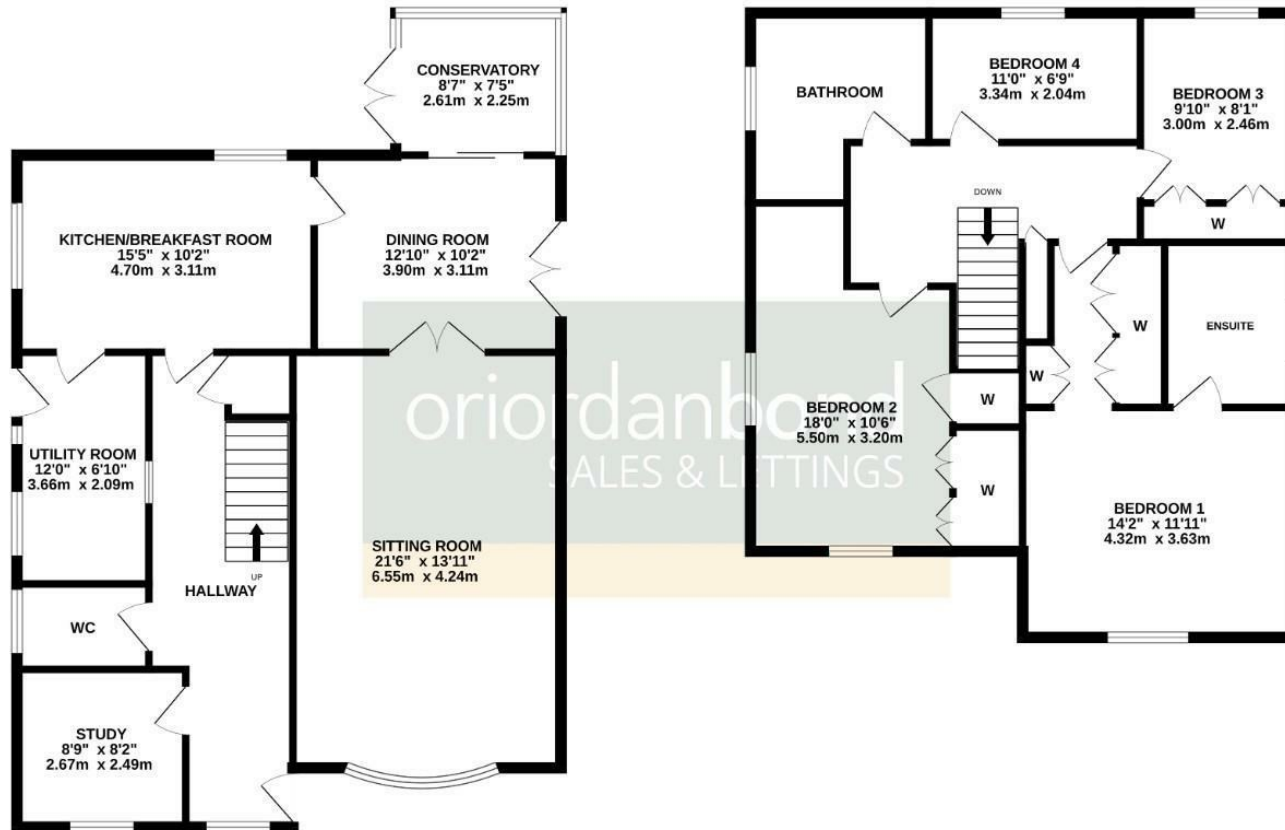 CONSERVATORY
8'7" x 7'5"
2.61m x 2.25m
KITCHEN/BREAKFAST ROOM
15'5" x 10'2"
4.70m x 3.11m
DINING ROOM
12'10" x 10'2"
3.90m x 3.11m
UTILITY ROOM
12'0" x 6'10"
3.66m x 2.09m
UP
HALLWAY
SITTING ROOM
21'6" x 13'11"
6.55m x 4.24m
WC
STUDY
8'9" x 8'2"
2.67m x 2.49m
BATHROOM
BEDROOM 4
11'0" x 6'9"
3.34m x 2.04m
BEDROOM 3
9'10" x 8'1"
3.00m x 2.46m
W
DOWN
W
W
ENSUITE
BEDROOM 2
18'0" x 10'6"
5.50m x 3.20m
W
W
BEDROOM 1
14'2" x 11'11"
4.32m x 3.63m
oriordanbond
SALES & LETTINGS